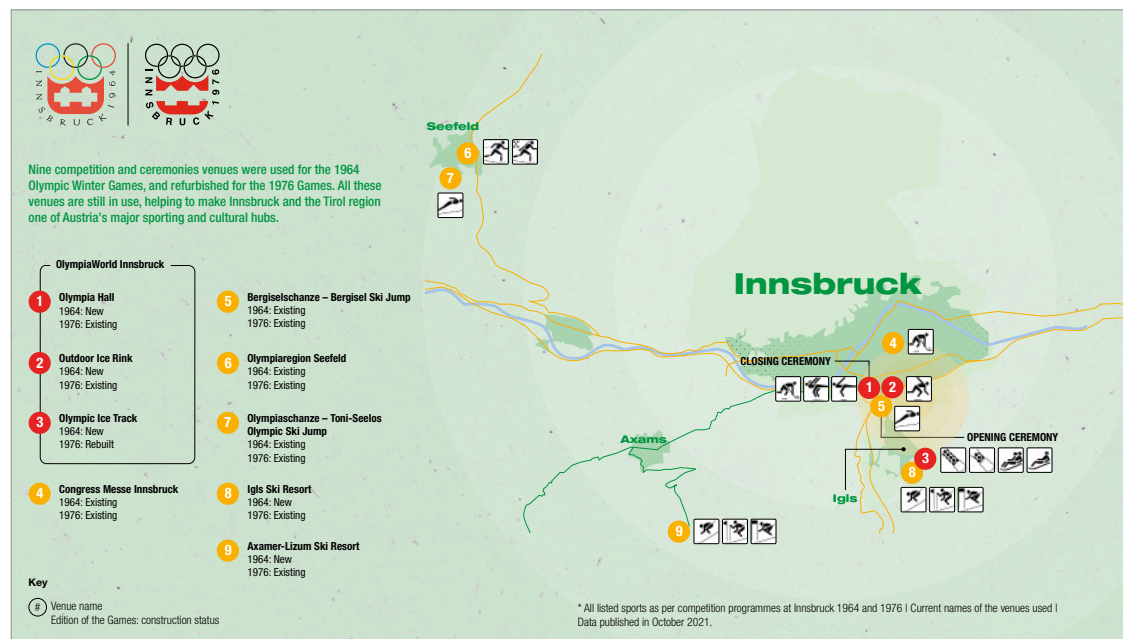 INNSBRUCK 1964
INNSBRUCK 1976
Nine competition and ceremonies venues were used for the 1964
Olympic Winter Games, and refurbished for the 1976 Games. All these
venues are still in use, helping to make Innsbruck and the Tirol region
one of Austria's major sporting and cultural hubs.
OlympiaWorld Innsbruck
1 Olympia Hall
1964: New
1976: Existing
2 Outdoor Ice Rink
1964: New
1976: Existing
3 Olympic Ice Track
1964: New
1976: Rebuilt
4 Congress Messe Innsbruck
1964: Existing
1976: Existing
5 Bergiselschanze – Bergisel Ski Jump
1964: Existing
1976: Existing
6 Olympiaregion Seefeld
1964: Existing
1976: Existing
7 Olympiaschanze – Toni-Seelos
Olympic Ski Jump
1964: Existing
1976: Existing
8 Igls Ski Resort
1964: New
1976: Existing
9 Axamer-Lizum Ski Resort
1964: New
1976: Existing
Key
# Venue name
Edition of the Games: construction status
Seefeld
6
7
Innsbruck
4
CLOSING CEREMONY
1 2
5
Axams
OPENING CEREMONY
3
8
Igls
9
* All listed sports as per competition programmes at Innsbruck 1964 and 1976 | Current names of the venues used |
Data published in October 2021.